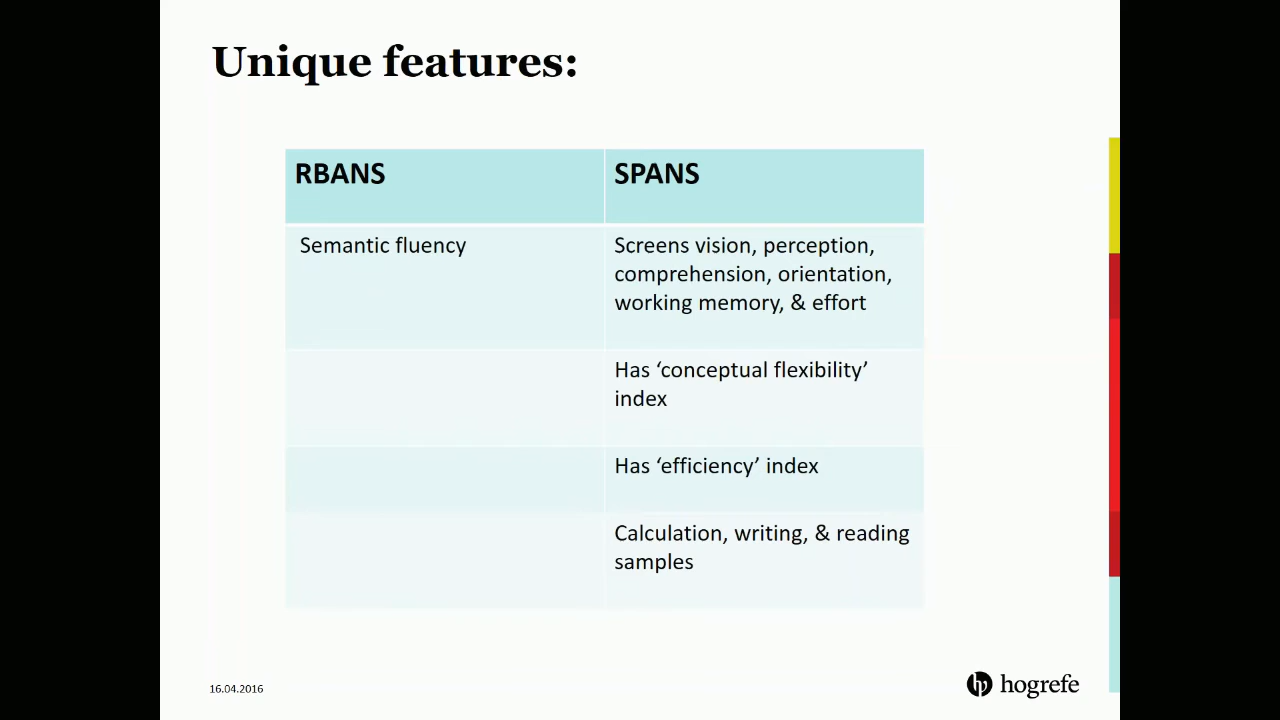 Unique features:
RBANS
SPANS
Semantic fluency
Screens vision, perception,
comprehension, orientation,
working memory, & effort
Has ‘conceptual flexibility’
index
Has ‘efficiency’ index
Calculation, writing, & reading
samples
16.04.2016
hp hogrefe